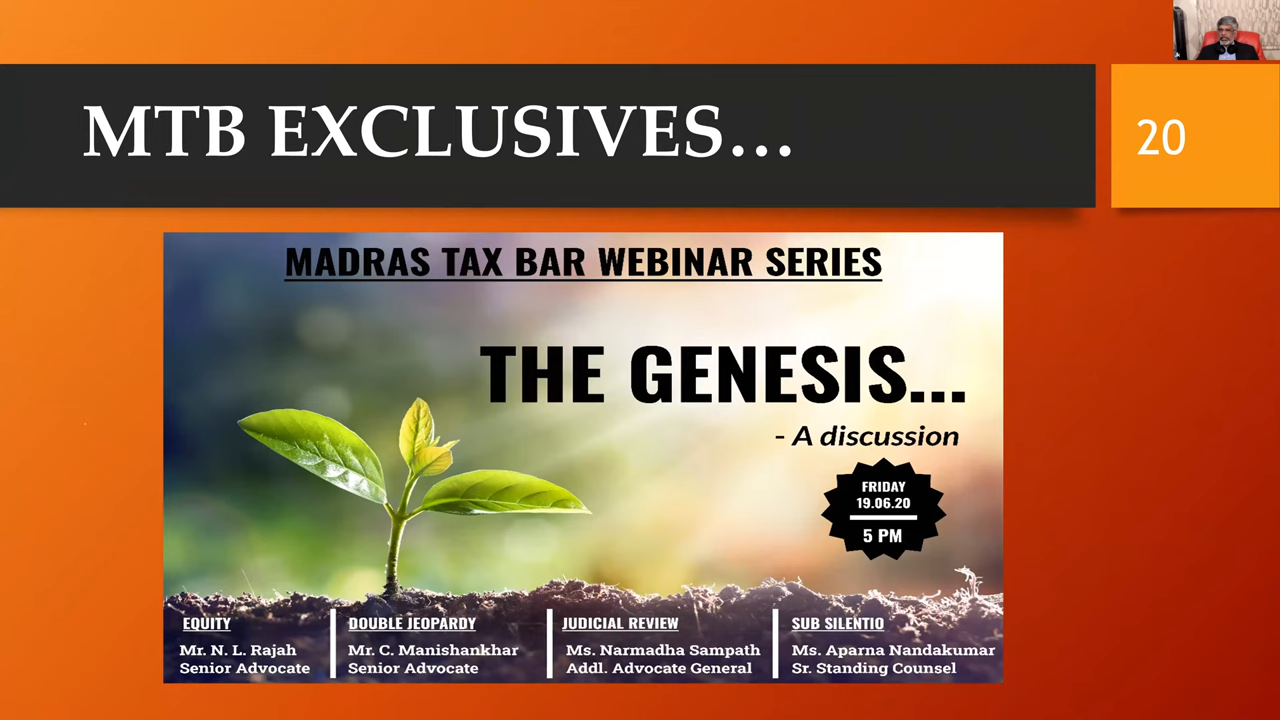 MTB EXCLUSIVES...
20
MADRAS TAX BAR WEBINAR SERIES
THE GENESIS...
- A discussion
FRIDAY
19.06.20
5 PM
EQUITY
Mr. N. L. Rajah
Senior Advocate
DOUBLE JEOPARDY
Mr. C. Manishankhar
Senior Advocate
JUDICIAL REVIEW
Ms. Narmadha Sampath
Addl. Advocate General
SUB SILENTIO
Ms. Aparna Nandakumar
Sr. Standing Counsel